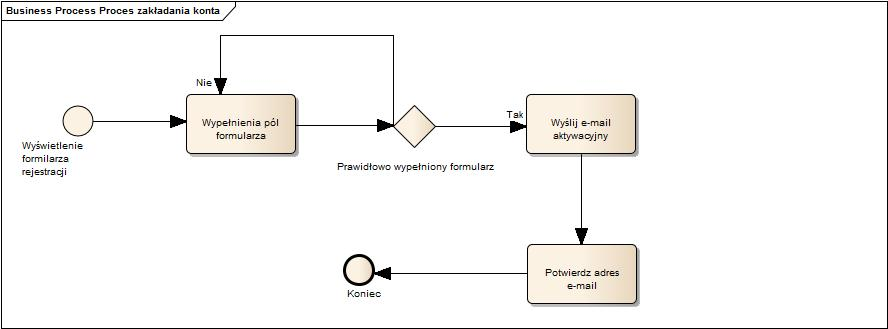 Business Process Proces zakładania konta
Nie
Wypełnienia pól
formularza
Tak
Wyślij e-mail
aktywacyjny
Wyświetlenie
formilarza
rejestracji
Prawidłowo wypełniony formularz
Potwierdz adres
e-mail
Koniec